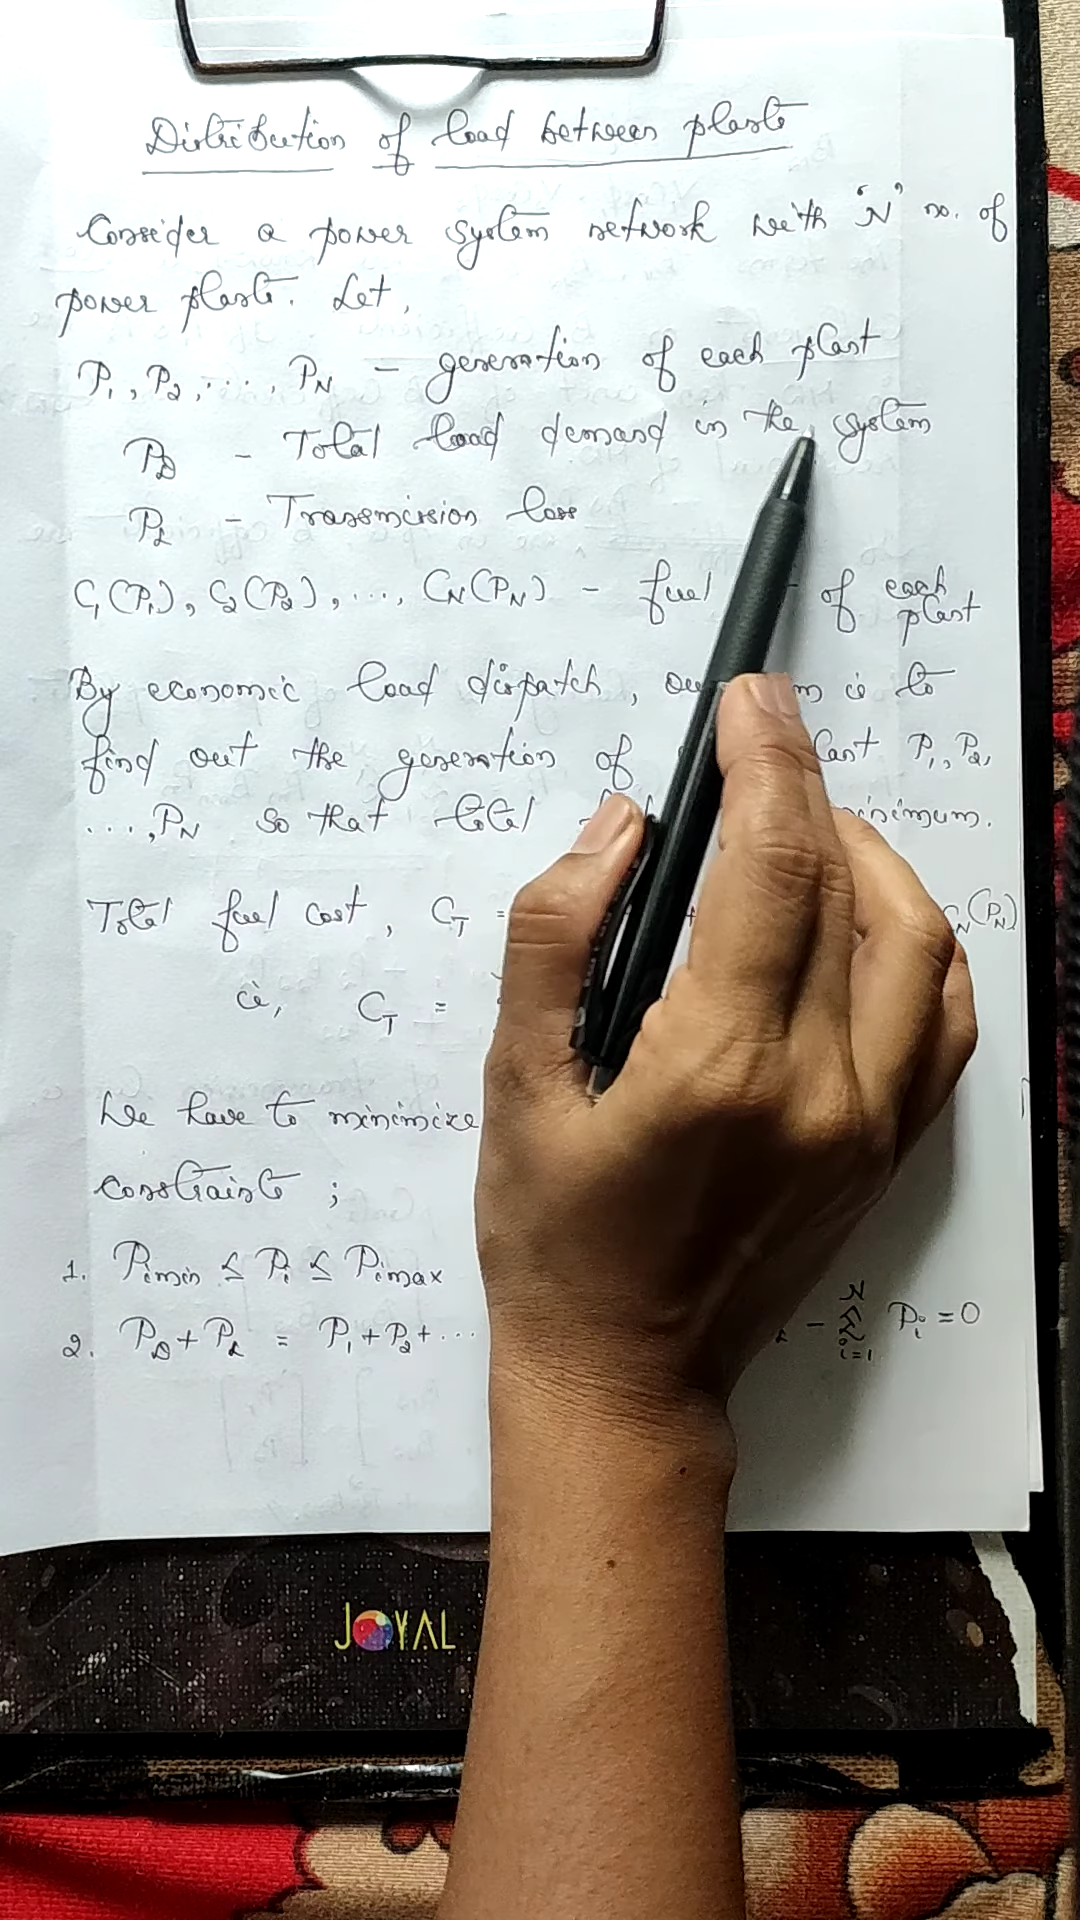 Distribution of load between plants
Consider a power system network with 'N' no. of
power plants. Let,
P1, P2, ..., PN - generation of each plant
PD - Total load demand in the system
PL - Transmission loss
C1(P1), C2(P2), ..., CN(PN) - fuel of each plant
By economic load dispatch, is to
find out the generation of P1, P2,
..., PN so that total minimum.
Total fuel cost, CT = + CN(PN)
ie, CT =
We have to minimize
constraints ;
1. Pimin ≤ Pi ≤ Pimax
2. PD + PL = P1 + P2 + ... - N Σ i=1 Pi = 0
JOYAL